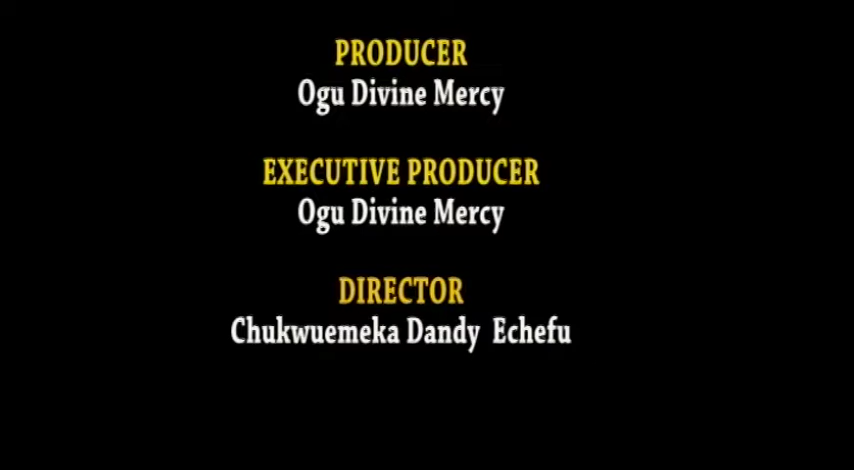 PRODUCER
Ogu Divine Mercy
EXECUTIVE PRODUCER
Ogu Divine Mercy
DIRECTOR
Chukwuemeka Dandy Echefu